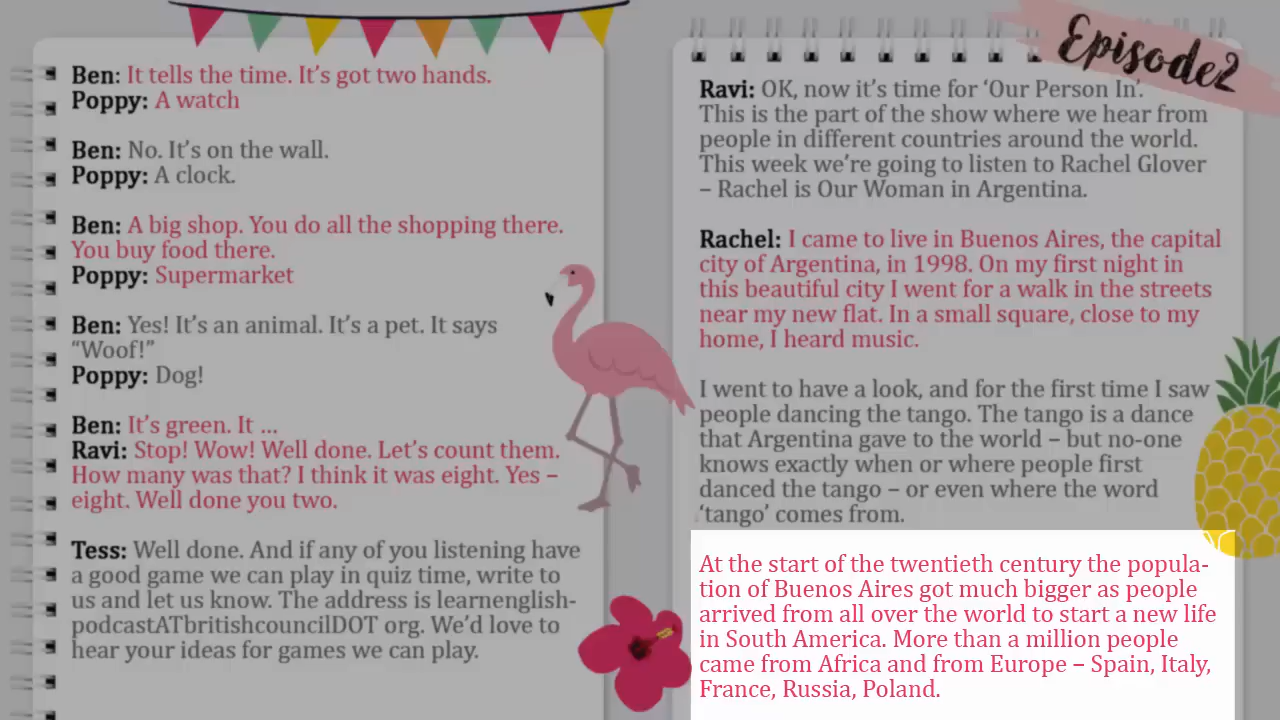 Ben: It tells the time. It’s got two hands.
Poppy: A watch
Ben: No. It’s on the wall.
Poppy: A clock.
Ben: A big shop. You do all the shopping there.
You buy food there.
Poppy: Supermarket
Ben: Yes! It’s an animal. It’s a pet. It says
“Woof!”
Poppy: Dog!
Ben: It’s green. It …
Ravi: Stop! Wow! Well done. Let’s count them.
How many was that? I think it was eight. Yes –
eight. Well done you two.
Tess: Well done. And if any of you listening have
a good game we can play in quiz time, write to
us and let us know. The address is learnenglish-
podcastATbritishcouncilDOT org. We’d love to
hear your ideas for games we can play.
Episode2
Ravi: OK, now it’s time for ‘Our Person In’.
This is the part of the show where we hear from
people in different countries around the world.
This week we’re going to listen to Rachel Glover
– Rachel is Our Woman in Argentina.
Rachel: I came to live in Buenos Aires, the capital
city of Argentina, in 1998. On my first night in
this beautiful city I went for a walk in the streets
near my new flat. In a small square, close to my
home, I heard music.
I went to have a look, and for the first time I saw
people dancing the tango. The tango is a dance
that Argentina gave to the world – but no-one
knows exactly when or where people first
danced the tango – or even where the word
‘tango’ comes from.
At the start of the twentieth century the popula-
tion of Buenos Aires got much bigger as people
arrived from all over the world to start a new life
in South America. More than a million people
came from Africa and from Europe – Spain, Italy,
France, Russia, Poland.